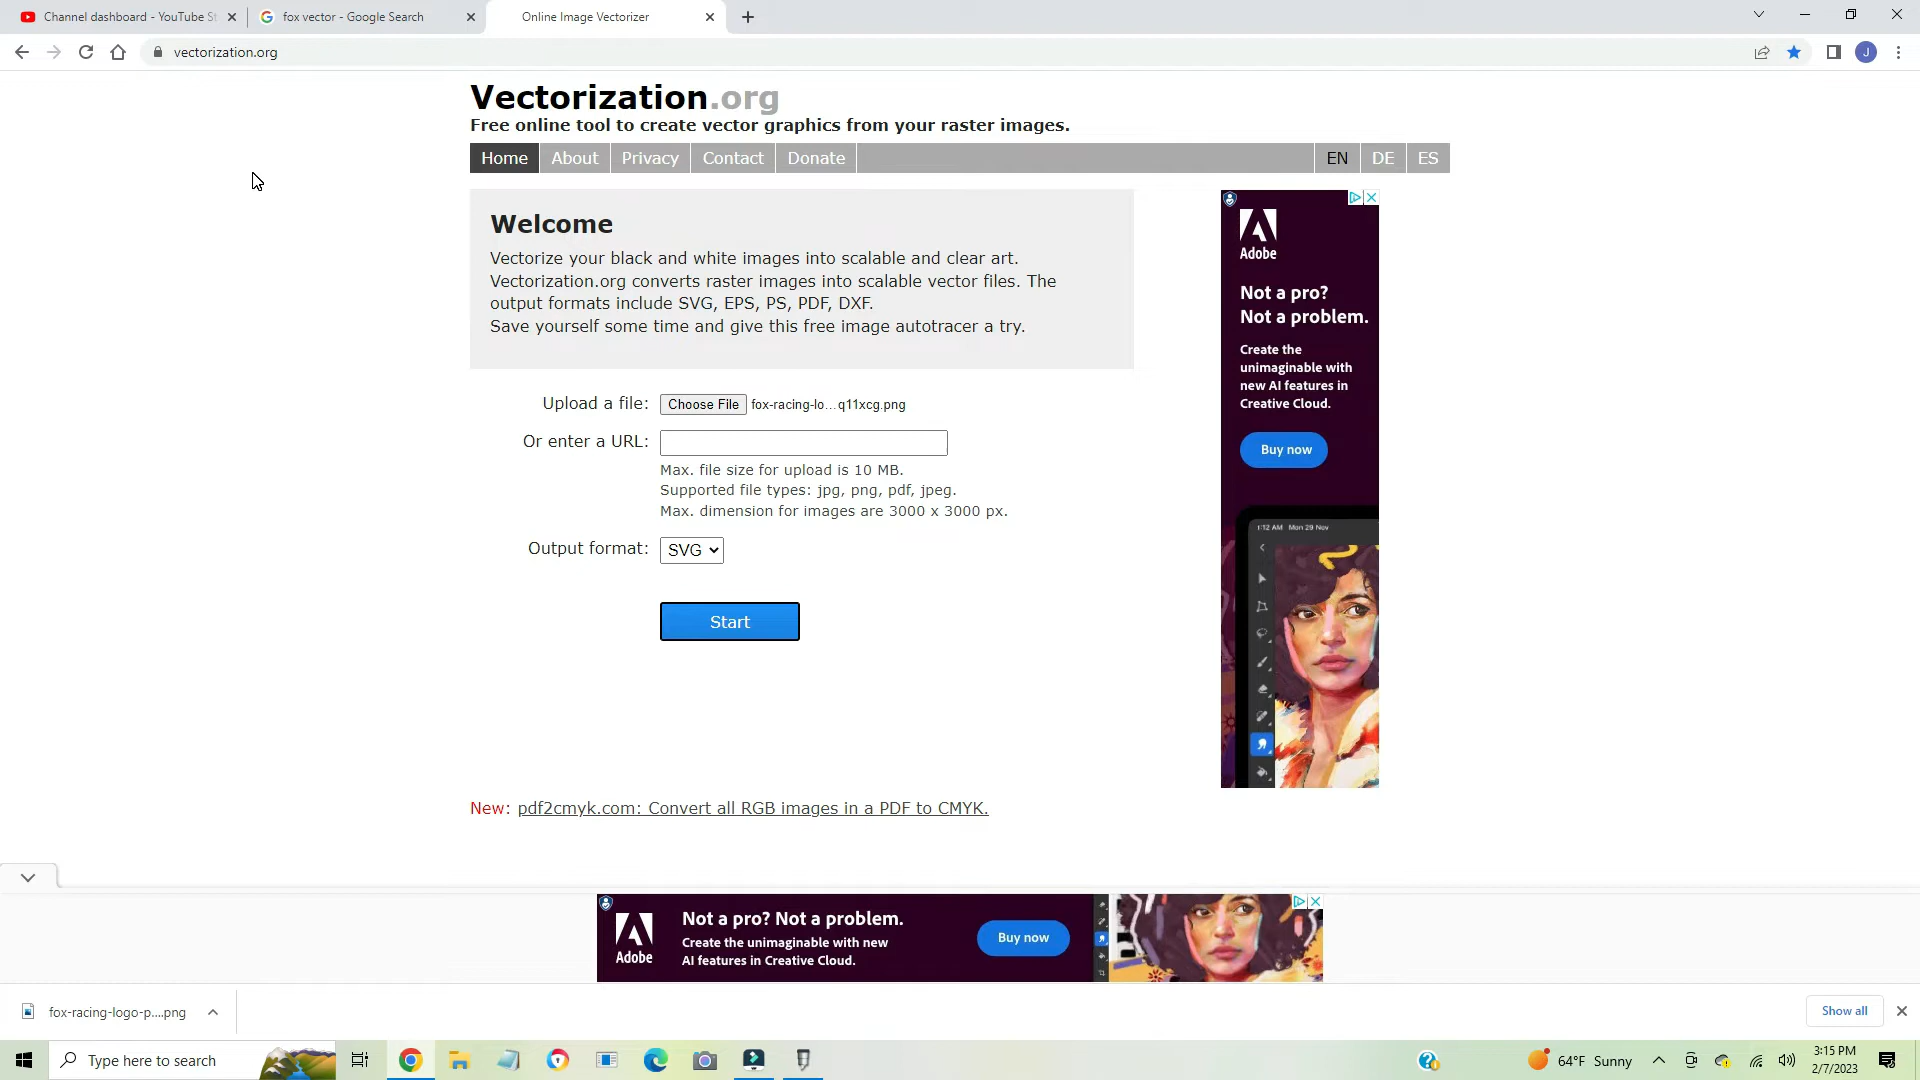 Channel dashboard - YouTube St
fox vector - Google Search
Online Image Vectorizer
vectorization.org
J
Vectorization.org
Free online tool to create vector graphics from your raster images.
Home About Privacy Contact Donate EN DE ES
Welcome
Vectorize your black and white images into scalable and clear art.
Vectorization.org converts raster images into scalable vector files. The
output formats include SVG, EPS, PS, PDF, DXF.
Save yourself some time and give this free image autotracer a try.
Upload a file: Choose File fox-racing-lo...q11xcg.png
Or enter a URL:
Max. file size for upload is 10 MB.
Supported file types: jpg, png, pdf, jpeg.
Max. dimension for images are 3000 x 3000 px.
Output format: SVG
Start
Adobe
Not a pro?
Not a problem.
Create the
unimaginable with
new AI features in
Creative Cloud.
Buy now
Mon 29 Nov
New: pdf2cmyk.com: Convert all RGB images in a PDF to CMYK.
Adobe
Not a pro? Not a problem.
Create the unimaginable with new
AI features in Creative Cloud.
Buy now
fox-racing-logo-p....png
Show all
Type here to search
64°F Sunny
3:15 PM
2/7/2023